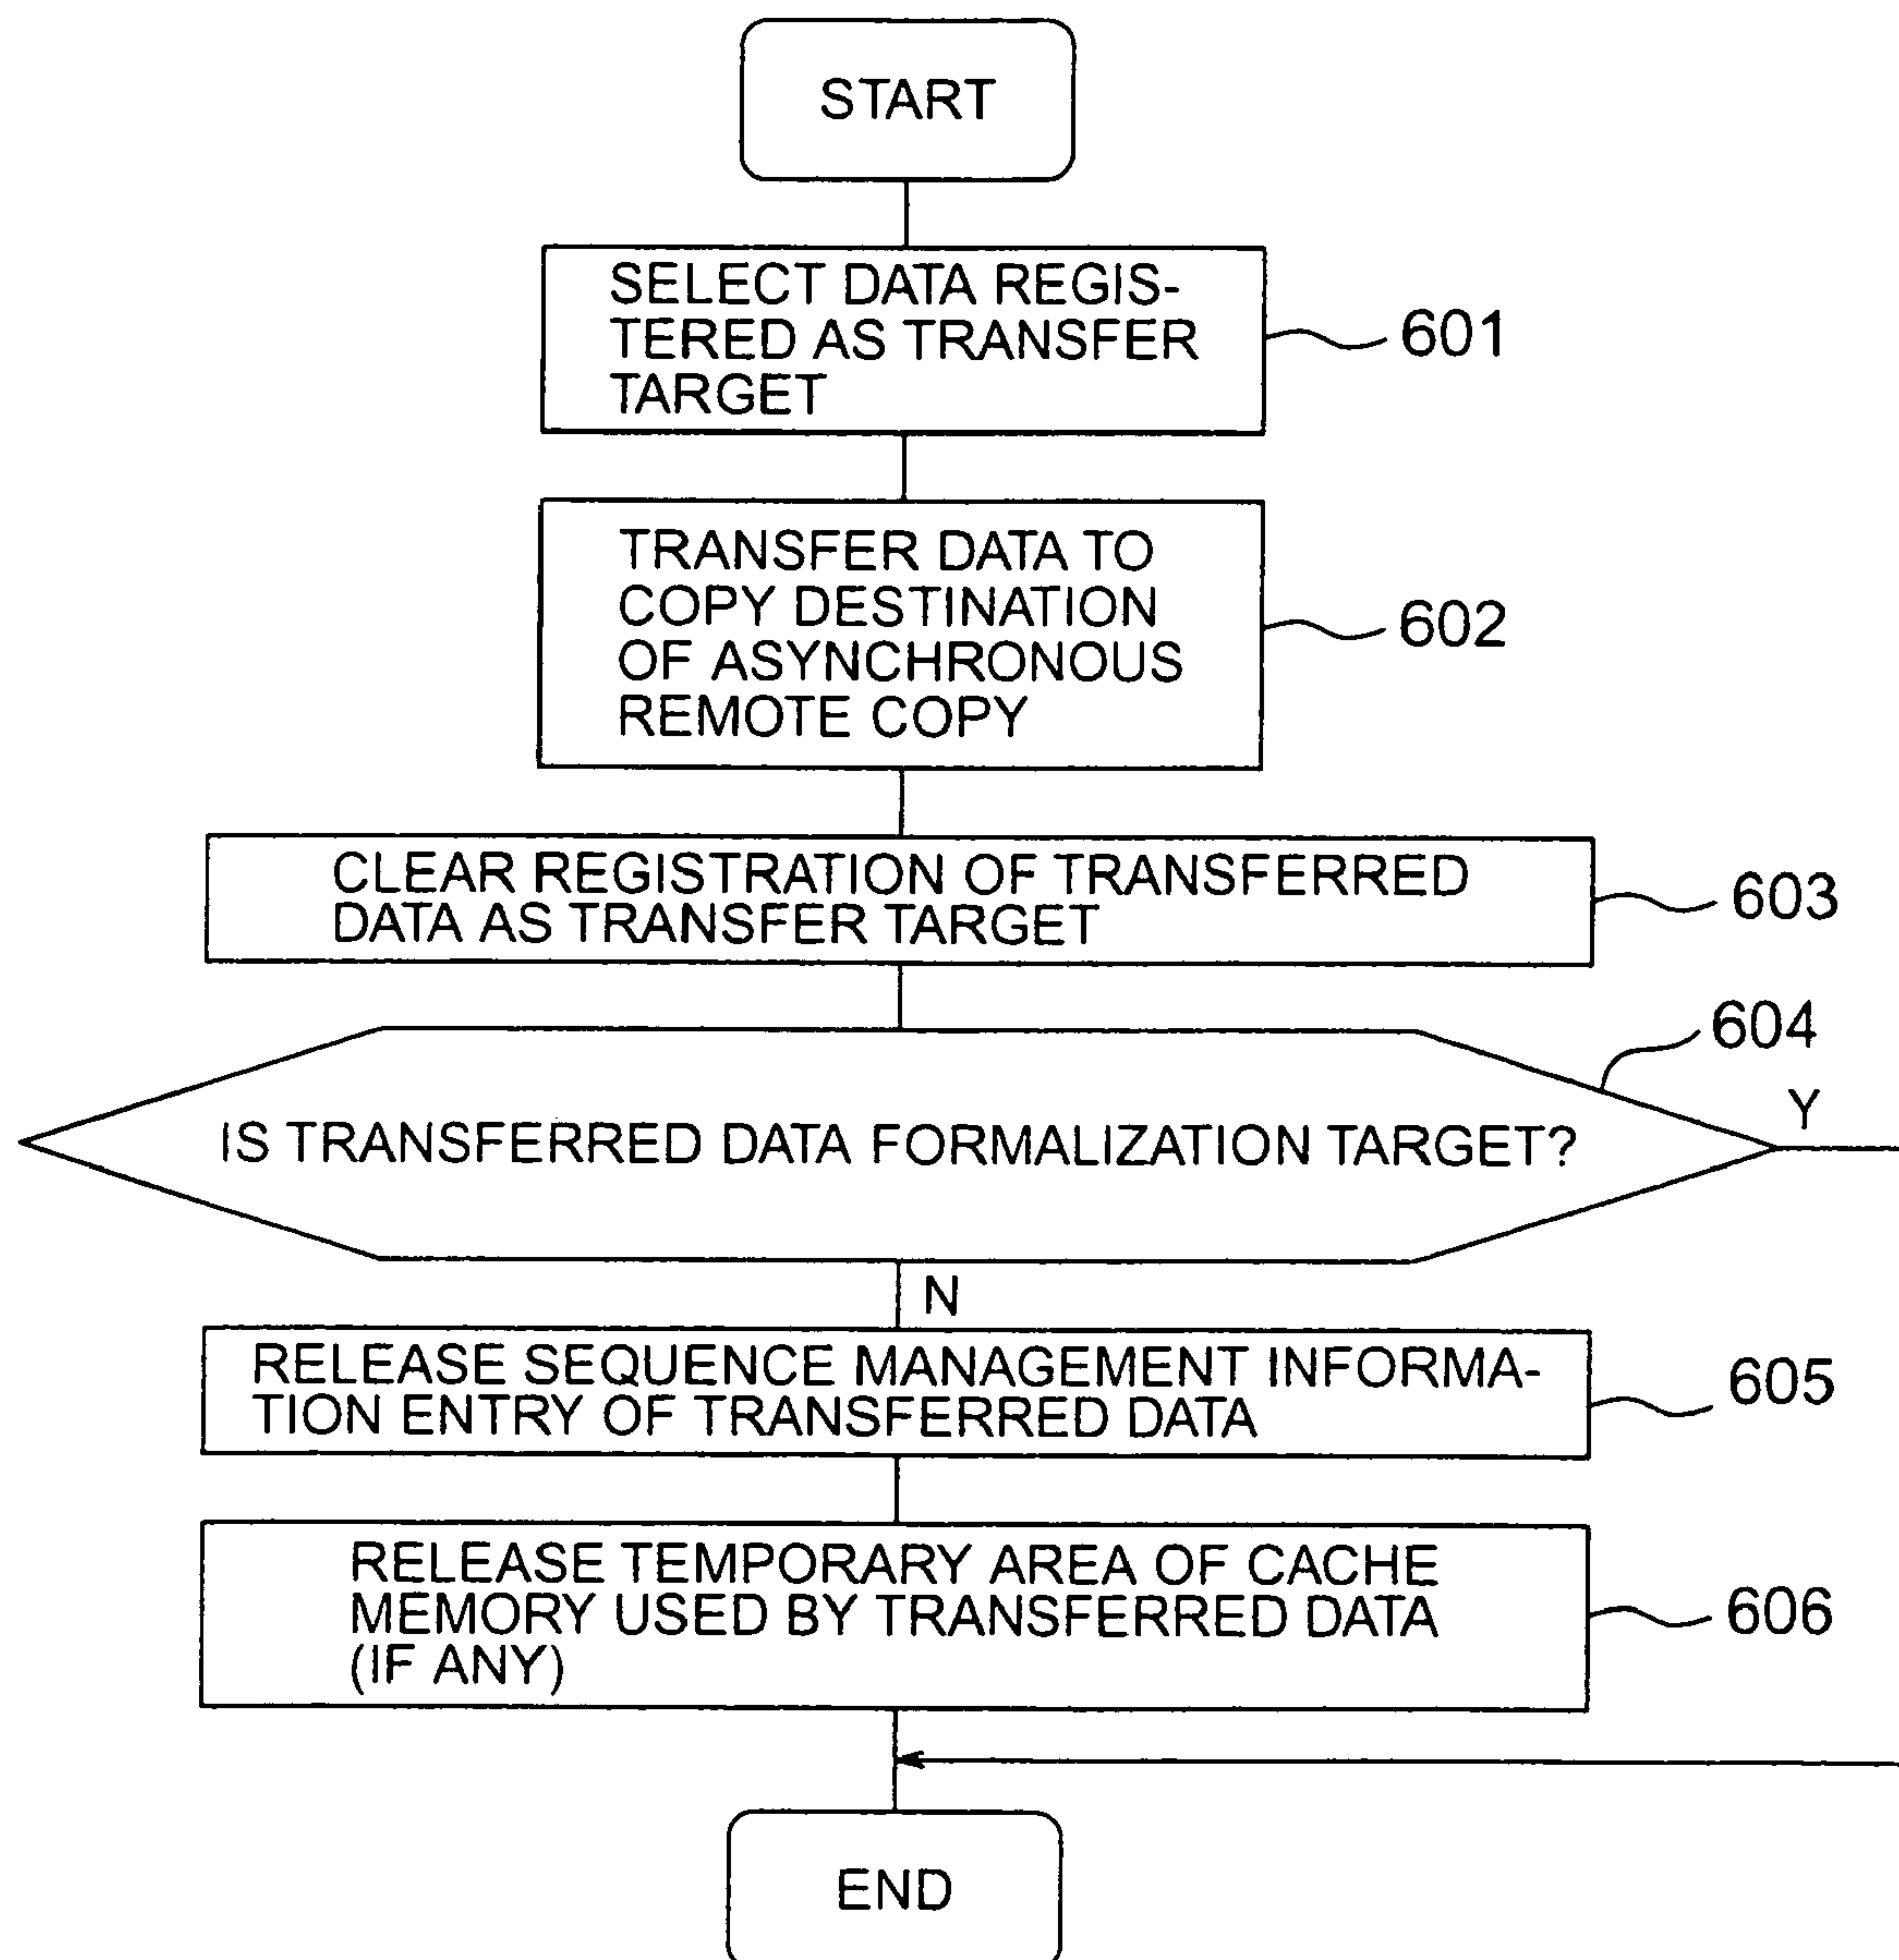 START
SELECT DATA REGIS-
TERED AS TRANSFER
TARGET
601
TRANSFER DATA TO
COPY DESTINATION
OF ASYNCHRONOUS
REMOTE COPY
602
CLEAR REGISTRATION OF TRANSFERRED
DATA AS TRANSFER TARGET
603
604
Y
IS TRANSFERRED DATA FORMALIZATION TARGET?
N
RELEASE SEQUENCE MANAGEMENT INFORMA-
TION ENTRY OF TRANSFERRED DATA
605
RELEASE TEMPORARY AREA OF CACHE
MEMORY USED BY TRANSFERRED DATA
(IF ANY)
606
END